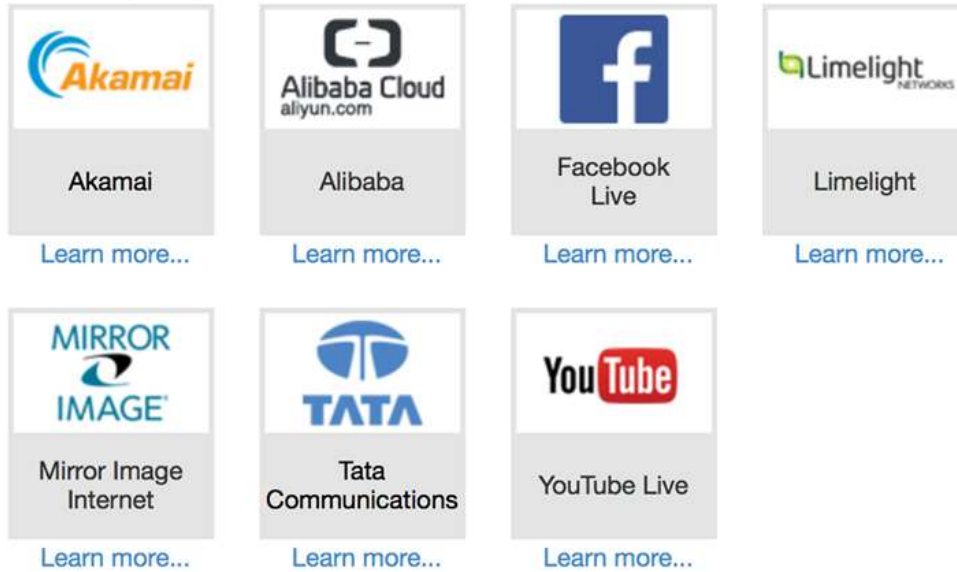 Akamai
Alibaba Cloud
aliyun.com
f
Limelight
NETWORKS
Akamai
Alibaba
Facebook
Live
Limelight
Learn more...
Learn more...
Learn more...
Learn more...
MIRROR
IMAGE
TATA
YouTube
Mirror Image
Internet
Tata
Communications
YouTube Live
Learn more...
Learn more...
Learn more...